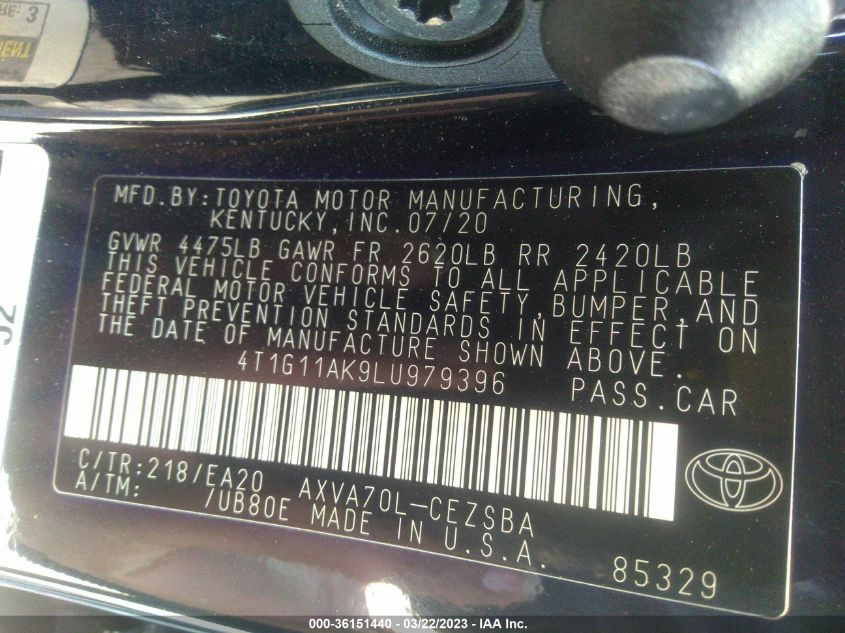 RE: 3
MENT
MFD.BY:TOYOTA MOTOR MANUFACTURING,
KENTUCKY,INC.07/20
GVWR 4475LB GAWR FR 2620LB RR 2420LB
THIS VEHICLE CONFORMS TO ALL APPLICABLE
FEDERAL MOTOR VEHICLE SAFETY,BUMPER,AND
THEFT PREVENTION STANDARDS IN EFFECT ON
THE DATE OF MANUFACTURE SHOWN ABOVE.
4T1G11AK9LU979396 PASS.CAR
C/TR:218/EA20 AXVA70L-CEZSBA
A/TM: /UB80E MADE IN U.S.A.
85329
000-36151440 - 03/22/2023 - IAA Inc.